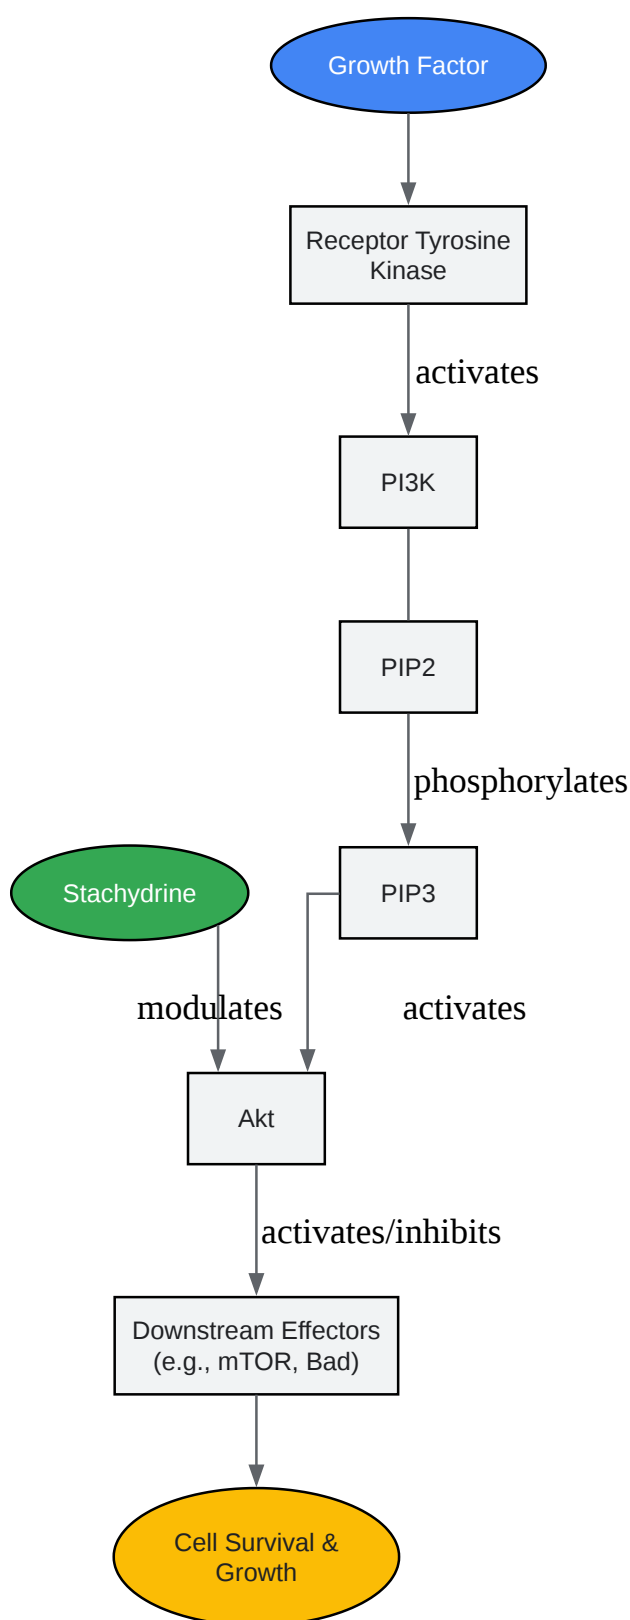 Growth Factor
Receptor Tyrosine
Kinase
activates
PI3K
PIP2
phosphorylates
Stachydrine
PIP3
modulates
activates
Akt
activates/inhibits
Downstream Effectors
(e.g., mTOR, Bad)
Cell Survival &
Growth